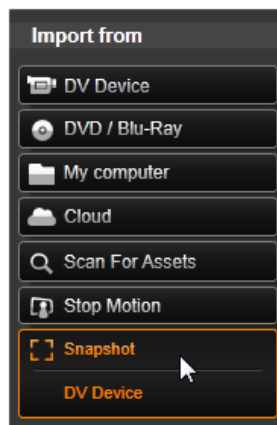 Import from
DV Device
DVD / Blu-Ray
My computer
Cloud
Scan For Assets
Stop Motion
Snapshot
DV Device